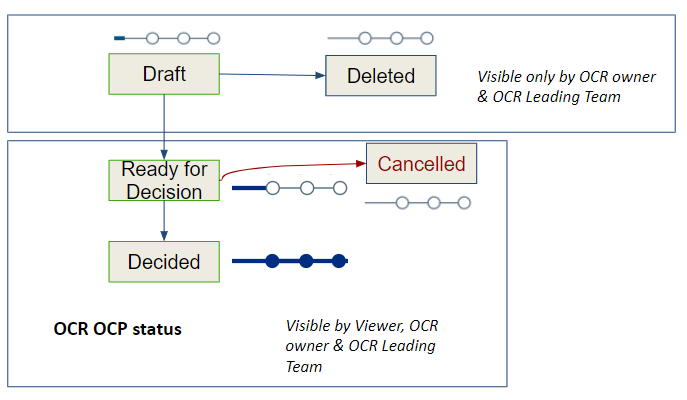 Draft
Deleted
Visible only by OCR owner
& OCR Leading Team
Ready for
Decision
Cancelled
Decided
OCR OCP status
Visible by Viewer, OCR
owner & OCR Leading
Team